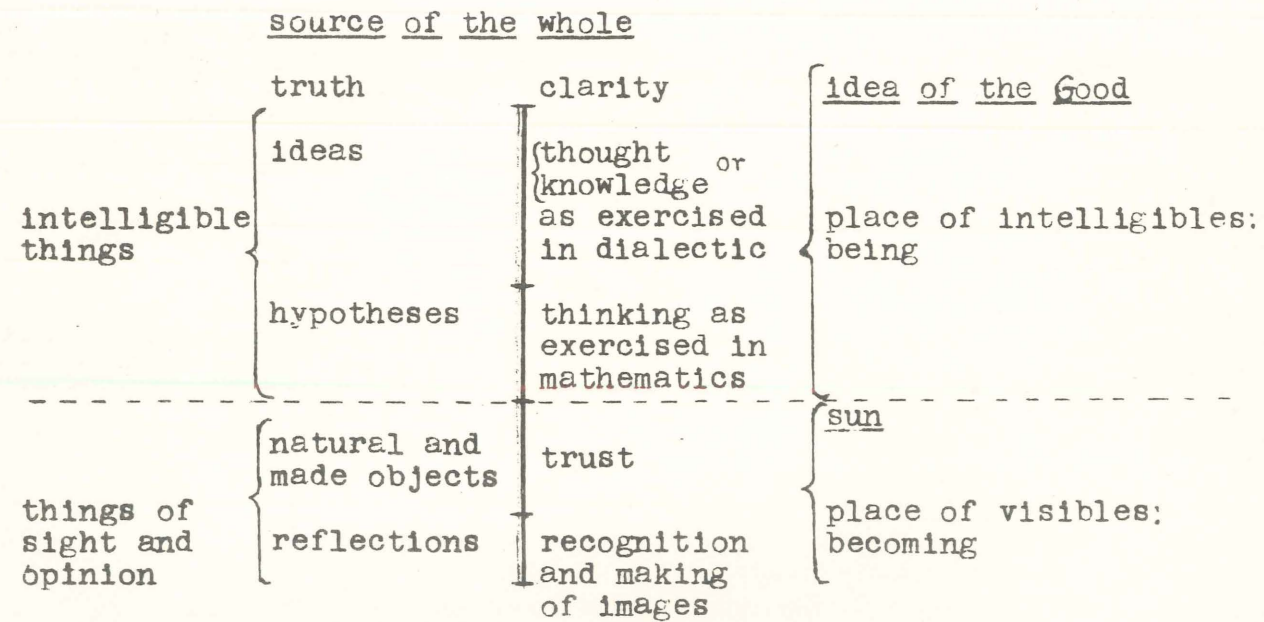 source of the whole
truth
clarity
idea of the Good
intelligible
things
ideas
thought or
knowledge
as exercised
in dialectic
place of intelligibles:
being
hypotheses
thinking as
exercised in
mathematics
sun
things of
sight and
opinion
natural and
made objects
trust
reflections
recognition
and making
of images
place of visibles:
becoming